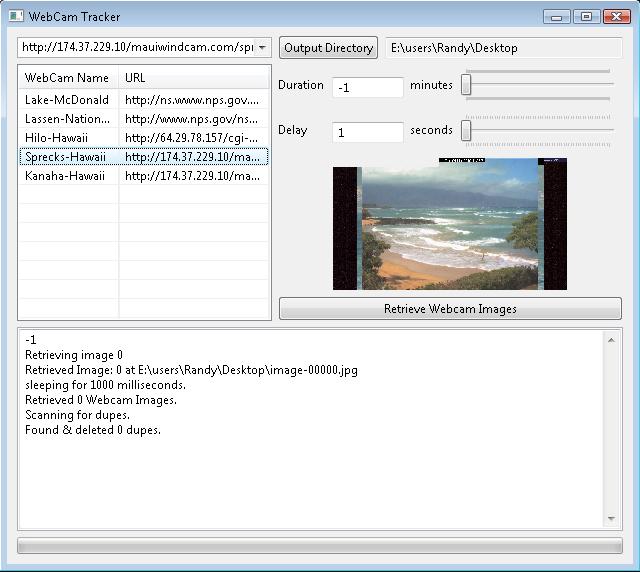 WebCam Tracker
http://174.37.229.10/mauiwindcam.com/spr
Output Directory
E:\users\Randy\Desktop
WebCam Name URL
Lake-McDonald http://ns.www.nps.gov....
Lassen-Nation... http://www.nps.gov/ns...
Hilo-Hawaii http://64.29.78.157/cgi-...
Sprecks-Hawaii http://174.37.229.10/ma...
Kanaha-Hawaii http://174.37.229.10/ma...
Duration -1 minutes
Delay 1 seconds
Retrieve Webcam Images
-1
Retrieving image 0
Retrieved Image: 0 at E:\users\Randy\Desktop\image-00000.jpg
sleeping for 1000 milliseconds.
Retrieved 0 Webcam Images.
Scanning for dupes.
Found & deleted 0 dupes.